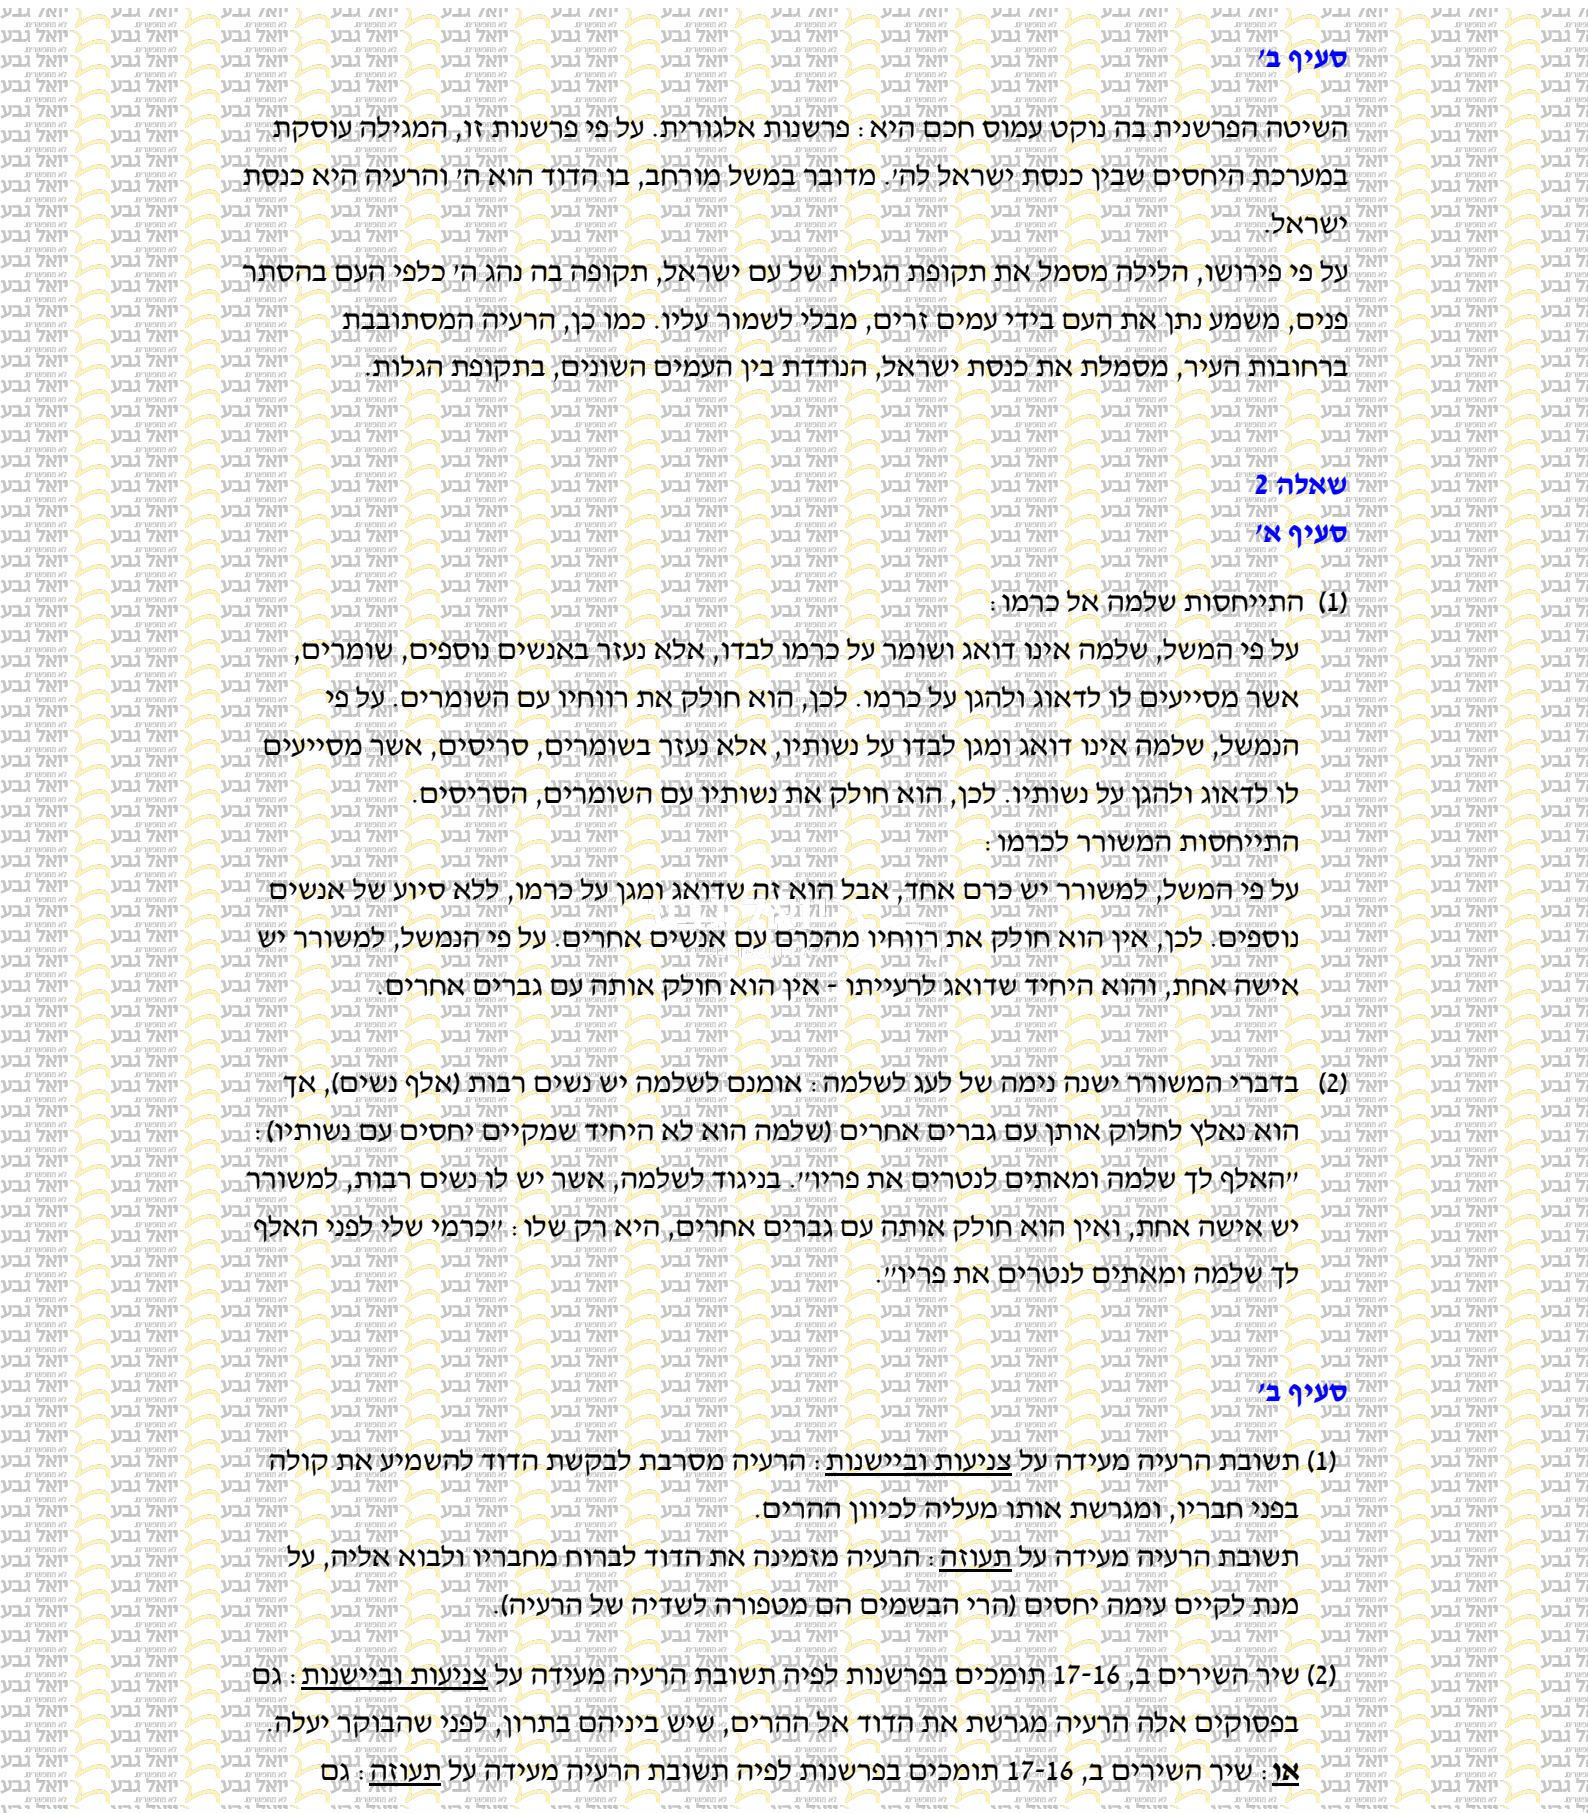 סעיף ב'
השיטה הפרשנית בה נוקט עמוס חכם היא: פרשנות אלגורית. על פי פרשנות זו, המגילה עוסקת
במערכת היחסים שבין כנסת ישראל לה'. מדובר במשל מורחב, בו הדוד הוא ה' והרעיה היא כנסת
ישראל.
על פי פירושו, הלילה מסמל את תקופת הגלות של עם ישראל, תקופה בה נהג ה' כלפי העם בהסתר
פנים, משמע נתן את העם בידי עמים זרים, מבלי לשמור עליו. כמו כן, הרעיה המסתובבת
ברחובות העיר, מסמלת את כנסת ישראל, הנודדת בין העמים השונים, בתקופת הגלות.
שאלה 2
סעיף א'
(1) התייחסות שלמה אל כרמו:
על פי המשל, שלמה אינו דואג ושומר על כרמו לבדו, אלא נעזר באנשים נוספים, שומרים,
אשר מסייעים לו לדאוג ולהגן על כרמו. לכן, הוא חולק את רווחיו עם השומרים. על פי
הנמשל, שלמה אינו דואג ומגן לבדו על נשותיו, אלא נעזר בשומרים, סריסים, אשר מסייעים
לו לדאוג ולהגן על נשותיו. לכן, הוא חולק את נשותיו עם השומרים, הסריסים.
התייחסות המשורר לכרמו:
על פי המשל, למשורר יש כרם אחד, אבל הוא זה שדואג ומגן על כרמו, ללא סיוע של אנשים
נוספים. לכן, אין הוא חולק את רווחיו מהכרם עם אנשים אחרים. על פי הנמשל, למשורר יש
אישה אחת, והוא היחיד שדואג לרעייתו - אין הוא חולק אותה עם גברים אחרים.
(2) בדברי המשורר ישנה נימה של לעג לשלמה: אומנם לשלמה יש נשים רבות (אלף נשים), אך
הוא נאלץ לחלוק אותן עם גברים אחרים (שלמה הוא לא היחיד שמקיים יחסים עם נשותיו):
"האלף לך שלמה ומאתים לנטרים את פריו". בניגוד לשלמה, אשר יש לו נשים רבות, למשורר
יש אישה אחת, ואין הוא חולק אותה עם גברים אחרים, היא רק שלו: "כרמי שלי לפני האלף
לך שלמה ומאתים לנטרים את פריו".
סעיף ב'
(1) תשובת הרעיה מעידה על צניעות וביישנות: הרעיה מסרבת לבקשת הדוד להשמיע את קולה
בפני חבריו, ומגרשת אותו מעליה לכיוון ההרים.
תשובת הרעיה מעידה על תעוזה: הרעיה מזמינה את הדוד לברוח מחבריו ולבוא אליה, על
מנת לקיים עימה יחסים (הרי הבשמים הם מטפורה לשדיה של הרעיה).
(2) שיר השירים ב, 17-16 תומכים בפרשנות לפיה תשובת הרעיה מעידה על צניעות וביישנות: גם
בפסוקים אלה הרעיה מגרשת את הדוד אל ההרים, שיש ביניהם בתרון, לפני שהבוקר יעלה.
או: שיר השירים ב, 17-16 תומכים בפרשנות לפיה תשובת הרעיה מעידה על תעוזה: גם